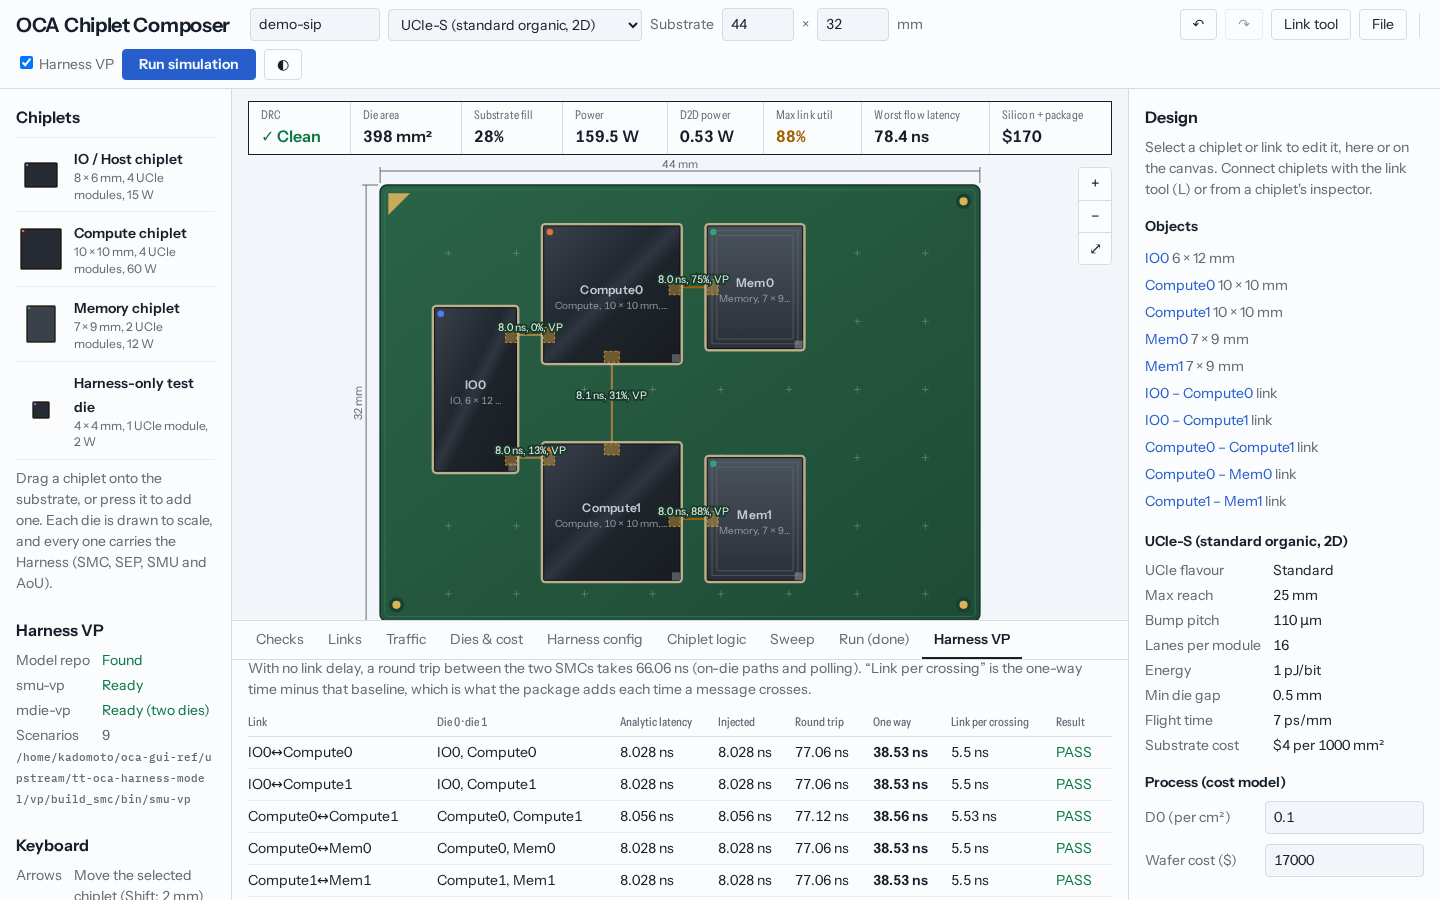 OCA Chiplet Composer
demo-sip
UCIe-S (standard organic, 2D)
Substrate 44 × 32 mm
Link tool
File
Harness VP
Run simulation
Chiplets
IO / Host chiplet
8 × 6 mm, 4 UCIe
modules, 15 W
Compute chiplet
10 × 10 mm, 4 UCIe
modules, 60 W
Memory chiplet
7 × 9 mm, 2 UCIe
modules, 12 W
Harness-only test
die
4 × 4 mm, 1 UCIe module,
2 W
Drag a chiplet onto the
substrate, or press it to add
one. Each die is drawn to scale,
and every one carries the
Harness (SMC, SEP, SMU and
AoU).
Harness VP
Model repo Found
smu-vp Ready
mdie-vp Ready (two dies)
Scenarios 9
/home/kadomoto/oca-gui-ref/u
pstream/tt-oca-harness-mode
l/vp/build_smc/bin/smu-vp
Keyboard
Arrows Move the selected
chiplet (Shift: 2 mm)
DRC Die area Substrate fill Power D2D power Max link util Worst flow latency Silicon + package
✓ Clean 398 mm² 28% 159.5 W 0.53 W 88% 78.4 ns $170
44 mm
32 mm
+
−
Compute0
Compute, 10 × 10 mm,...
8.0 ns, 75%, VP
Mem0
Memory, 7 × 9...
8.0 ns, 0%, VP
IO0
IO, 6 × 12 ...
8.1 ns, 31%, VP
8.0 ns, 13%, VP
Compute1
Compute, 10 × 10 mm,...
8.0 ns, 88%, VP
Mem1
Memory, 7 × 9...
Checks Links Traffic Dies & cost Harness config Chiplet logic Sweep Run (done) Harness VP
With no link delay, a round trip between the two SMCs takes 66.06 ns (on-die paths and polling). “Link per crossing” is the one-way
time minus that baseline, which is what the package adds each time a message crosses.
Link Die 0 · die 1 Analytic latency Injected Round trip One way Link per crossing Result
IO0↔Compute0 IO0, Compute0 8.028 ns 8.028 ns 77.06 ns 38.53 ns 5.5 ns PASS
IO0↔Compute1 IO0, Compute1 8.028 ns 8.028 ns 77.06 ns 38.53 ns 5.5 ns PASS
Compute0↔Compute1 Compute0, Compute1 8.056 ns 8.056 ns 77.12 ns 38.56 ns 5.53 ns PASS
Compute0↔Mem0 Compute0, Mem0 8.028 ns 8.028 ns 77.06 ns 38.53 ns 5.5 ns PASS
Compute1↔Mem1 Compute1, Mem1 8.028 ns 8.028 ns 77.06 ns 38.53 ns 5.5 ns PASS
Design
Select a chiplet or link to edit it, here or on
the canvas. Connect chiplets with the link
tool (L) or from a chiplet's inspector.
Objects
IO0 6 × 12 mm
Compute0 10 × 10 mm
Compute1 10 × 10 mm
Mem0 7 × 9 mm
Mem1 7 × 9 mm
IO0 – Compute0 link
IO0 – Compute1 link
Compute0 – Compute1 link
Compute0 – Mem0 link
Compute1 – Mem1 link
UCIe-S (standard organic, 2D)
UCIe flavour Standard
Max reach 25 mm
Bump pitch 110 µm
Lanes per module 16
Energy 1 pJ/bit
Min die gap 0.5 mm
Flight time 7 ps/mm
Substrate cost $4 per 1000 mm²
Process (cost model)
D0 (per cm²) 0.1
Wafer cost ($) 17000